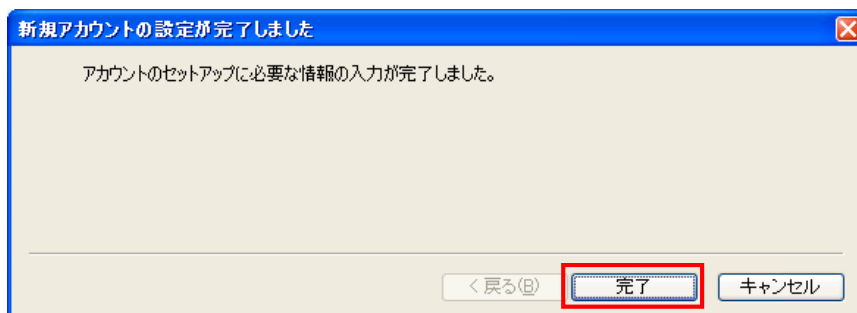 新規アカウントの設定が完了しました
アカウントのセットアップに必要な情報の入力が完了しました。
< 戻る(B)
完了
キャンセル